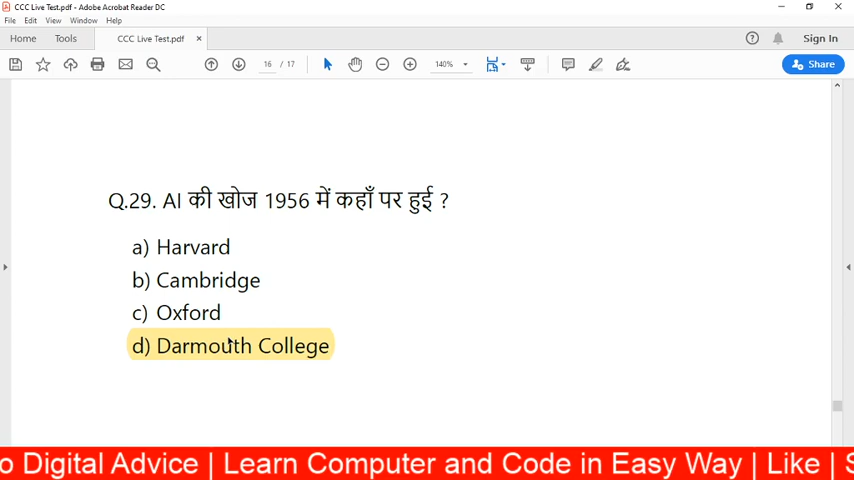 CCC Live Test.pdf - Adobe Acrobat Reader DC
File Edit View Window Help
Home Tools CCC Live Test.pdf × Sign In
16 / 17 140% Share
Q.29. AI की खोज 1956 में कहाँ पर हुई ?
a) Harvard
b) Cambridge
c) Oxford
d) Darmouth College
o Digital Advice | Learn Computer and Code in Easy Way | Like | S